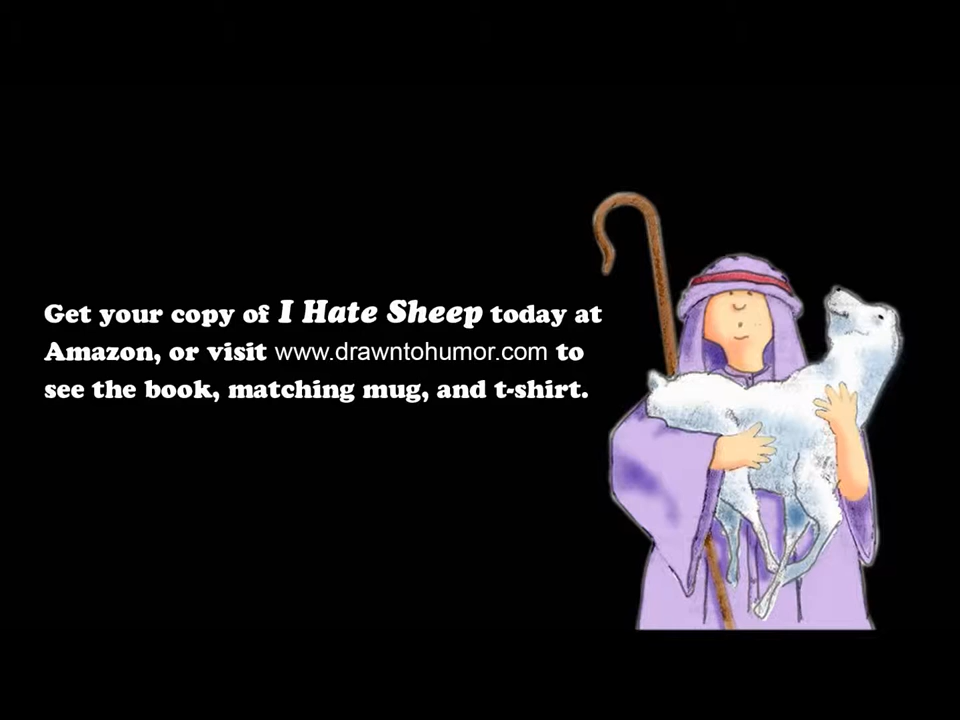 Get your copy of I Hate Sheep today at
Amazon, or visit www.drawntohumor.com to
see the book, matching mug, and t-shirt.